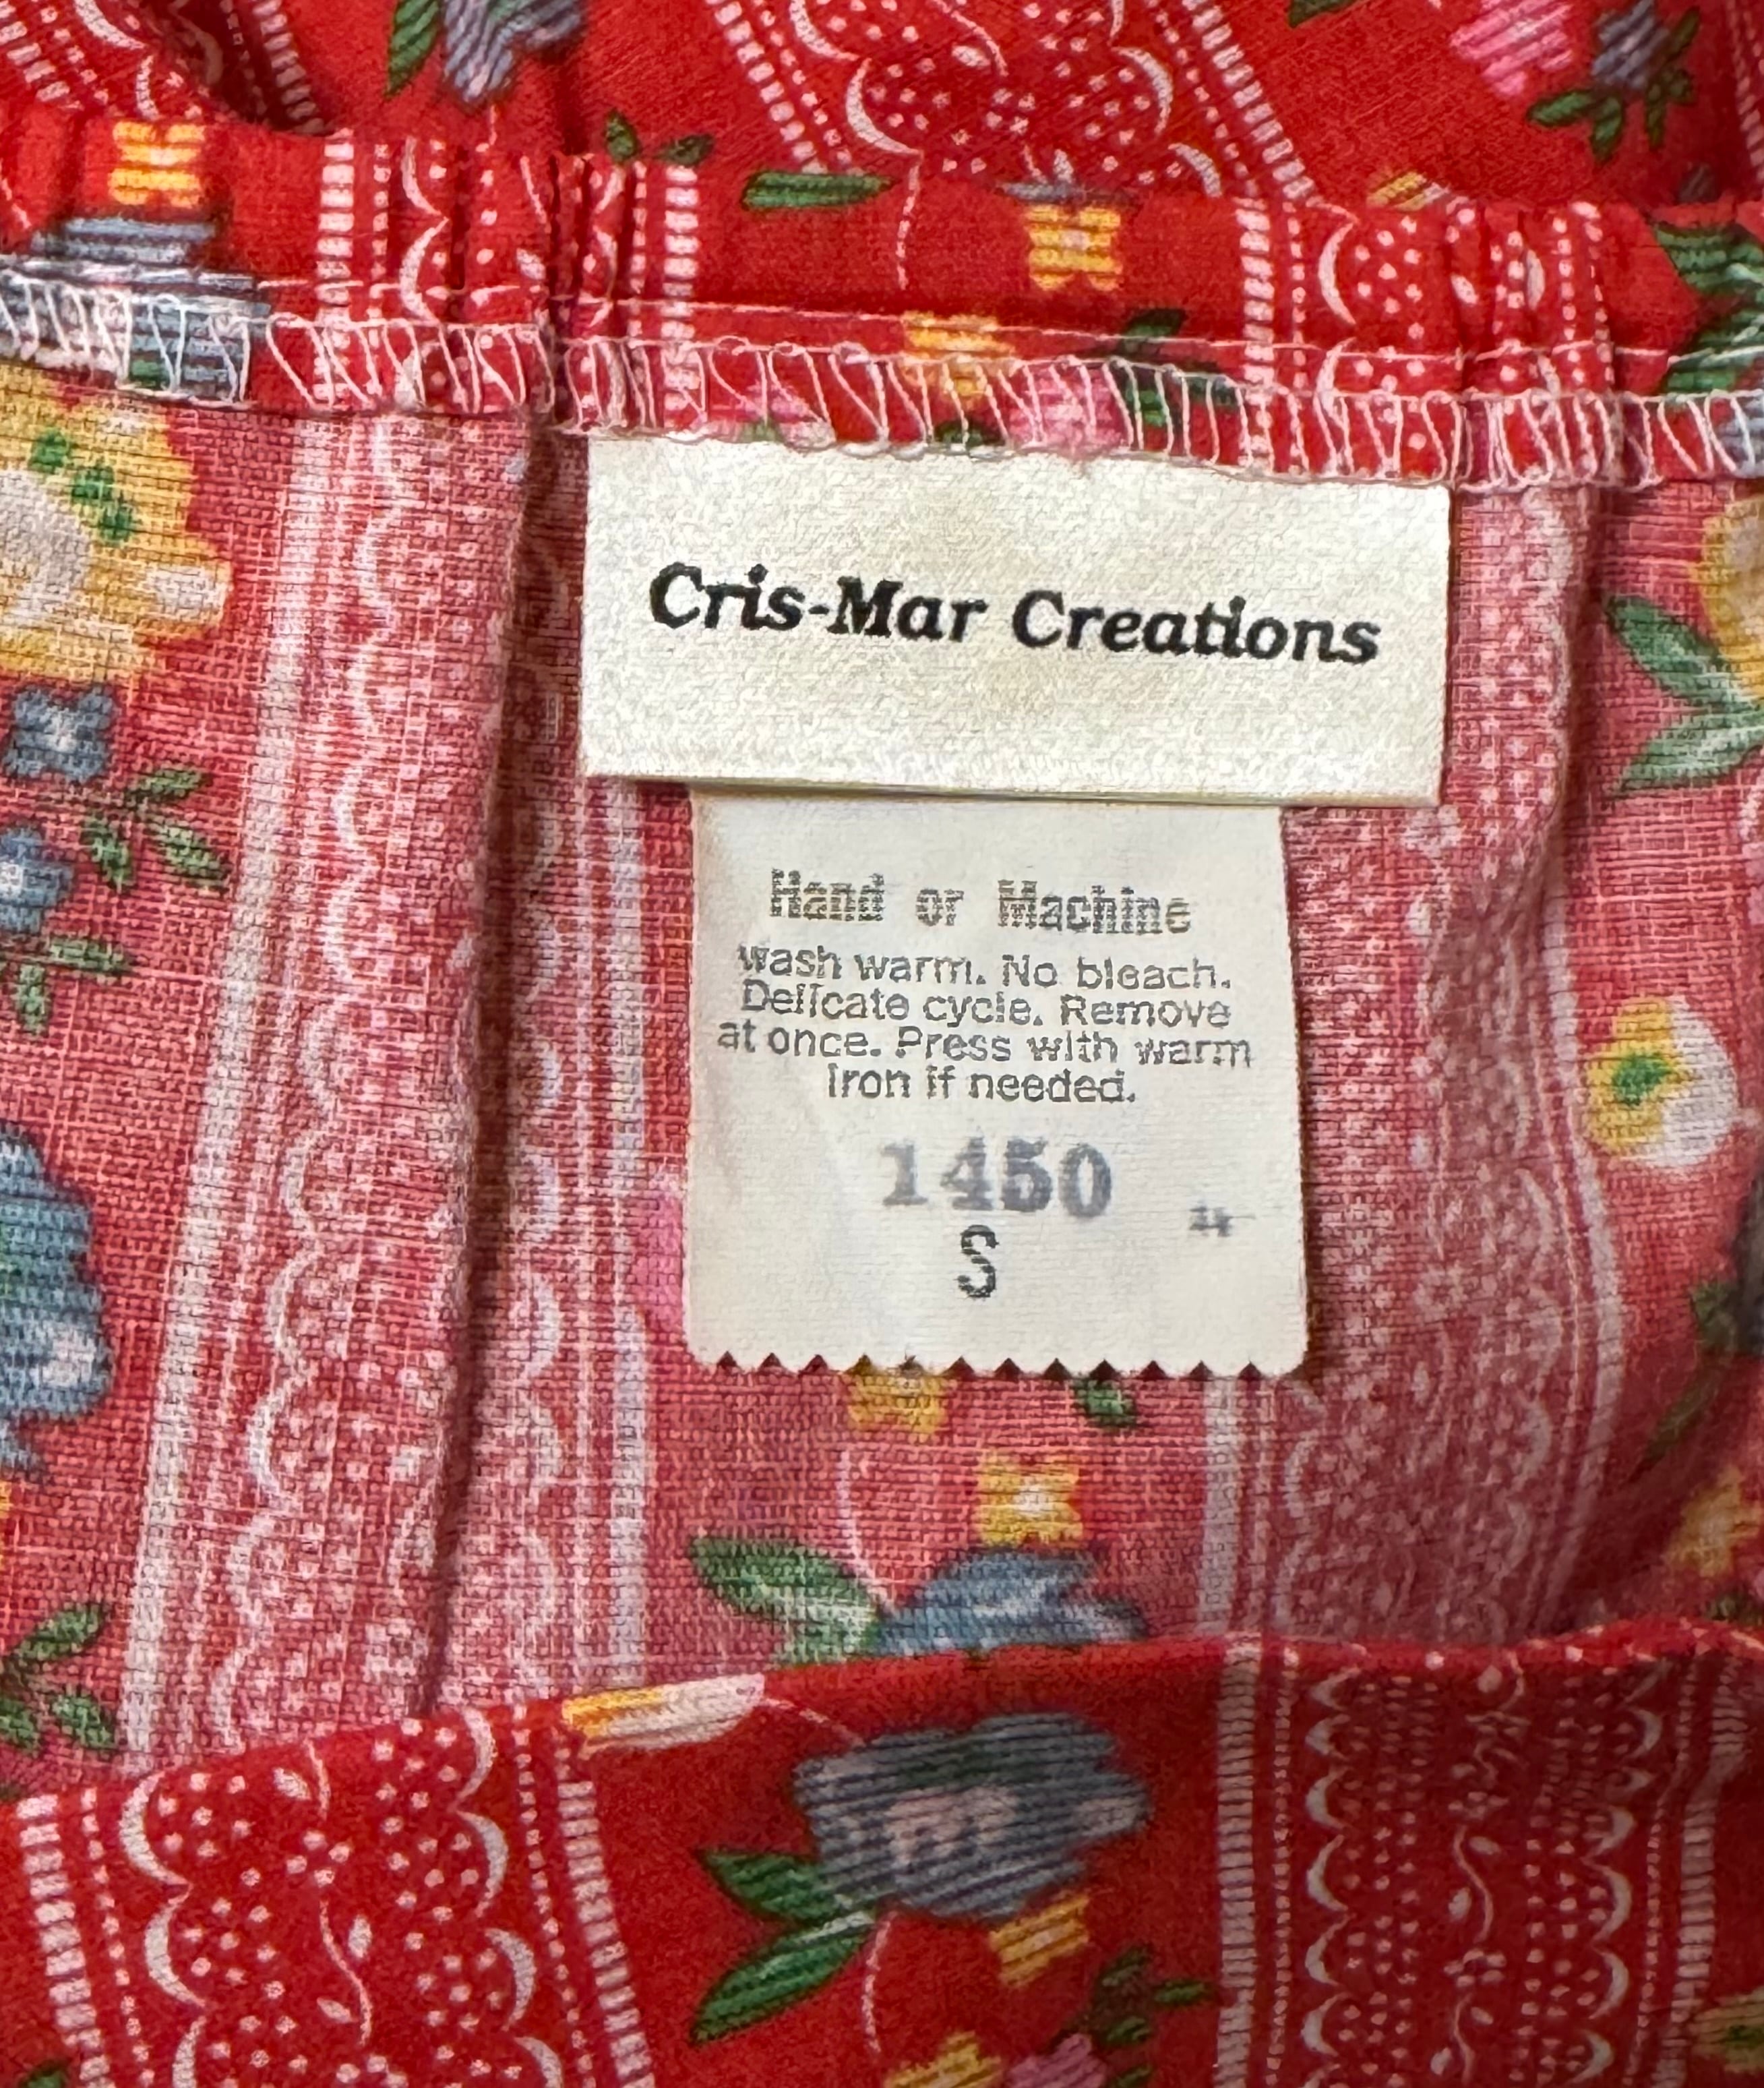 Cris-Mar Creations
Hand or Machine
wash warm. No bleach.
Delicate cycle. Remove
at once. Press with warm
iron if needed.
1450
S